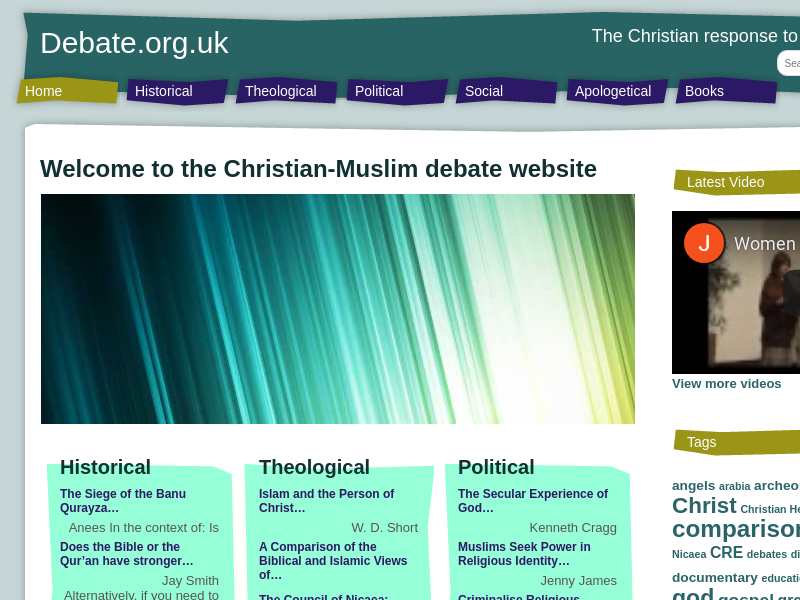 Debate.org.uk
The Christian response to
Sea
Home
Historical
Theological
Political
Social
Apologetical
Books
Welcome to the Christian-Muslim debate website
Latest Video
J
Women
View more videos
Tags
angels arabia archeo
Christ Christian He
comparison
Nicaea CRE debates di
documentary educati
god gospel gre
Historical
The Siege of the Banu
Qurayza…
Anees In the context of: Is
Does the Bible or the
Qur’an have stronger…
Jay Smith
Alternatively, if you need to
Theological
Islam and the Person of
Christ…
W. D. Short
A Comparison of the
Biblical and Islamic Views
of…
The Council of Nicaea:
Political
The Secular Experience of
God…
Kenneth Cragg
Muslims Seek Power in
Religious Identity…
Jenny James
Criminalise Religious